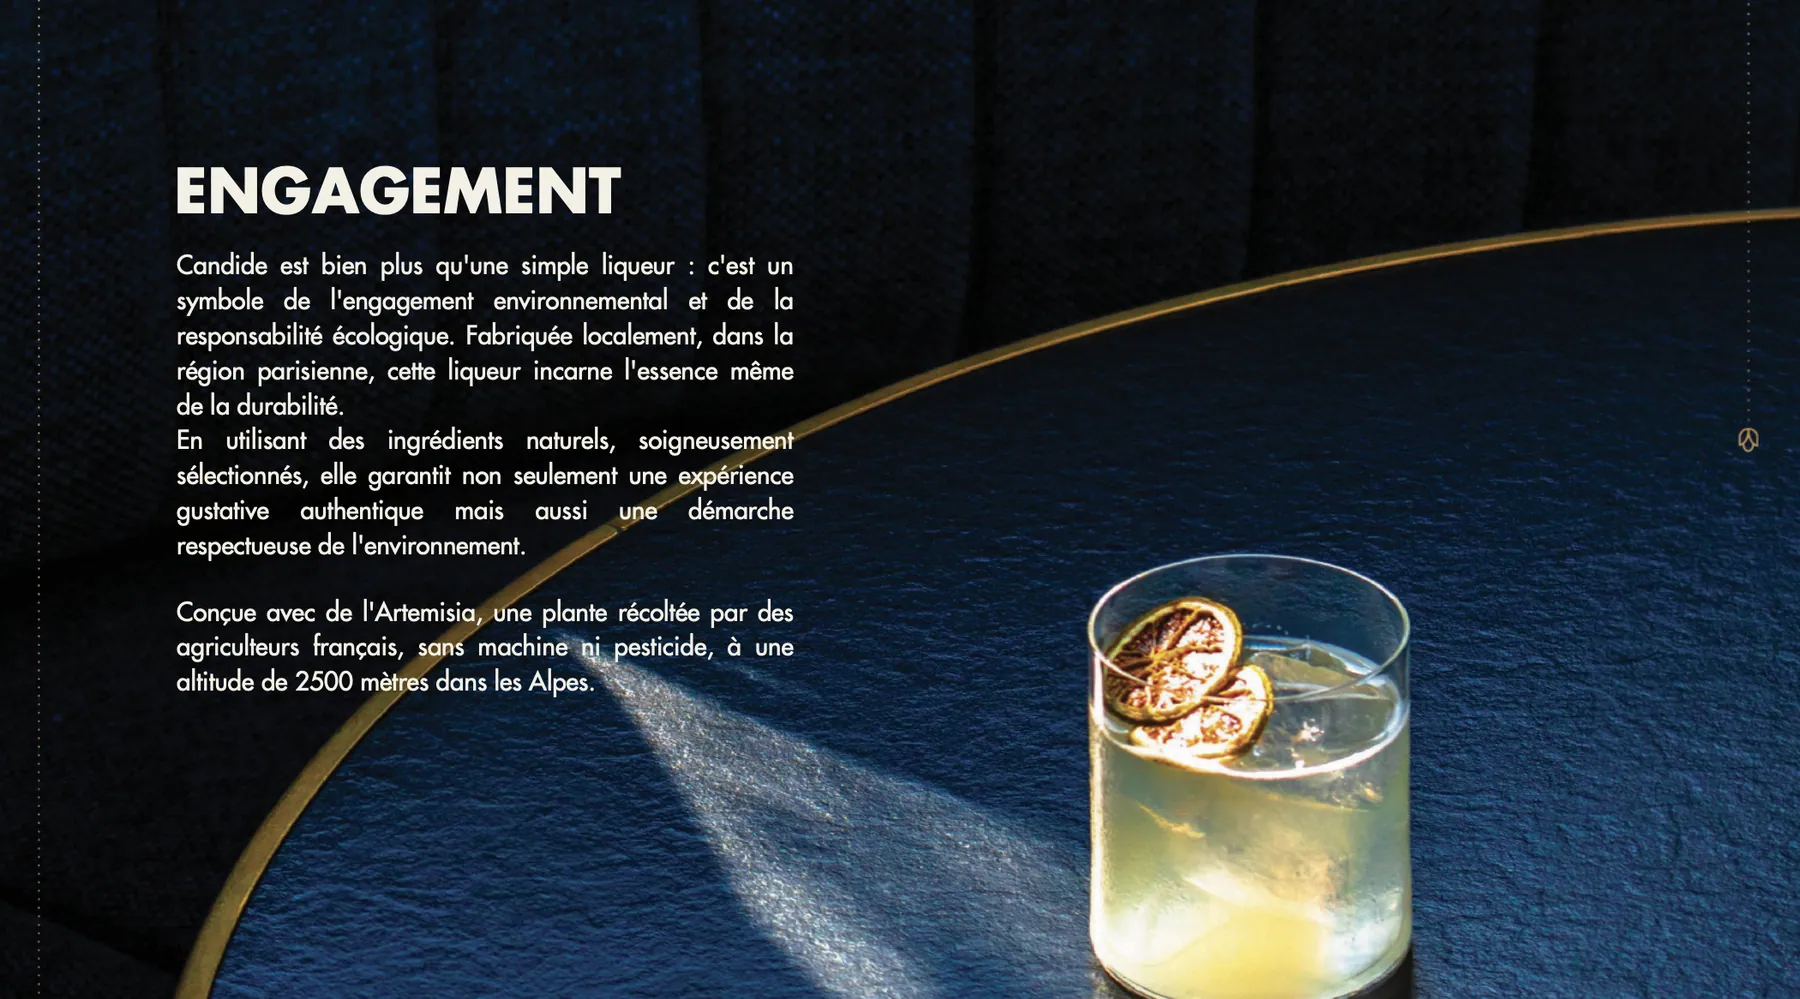 ENGAGEMENT
Candide est bien plus qu'une simple liqueur : c'est un
symbole de l'engagement environnemental et de la
responsabilité écologique. Fabriquée localement, dans la
région parisienne, cette liqueur incarne l'essence même
de la durabilité.
En utilisant des ingrédients naturels, soigneusement
sélectionnés, elle garantit non seulement une expérience
gustative authentique mais aussi une démarche
respectueuse de l'environnement.
Conçue avec de l'Artemisia, une plante récoltée par des
agriculteurs français, sans machine ni pesticide, à une
altitude de 2500 mètres dans les Alpes.